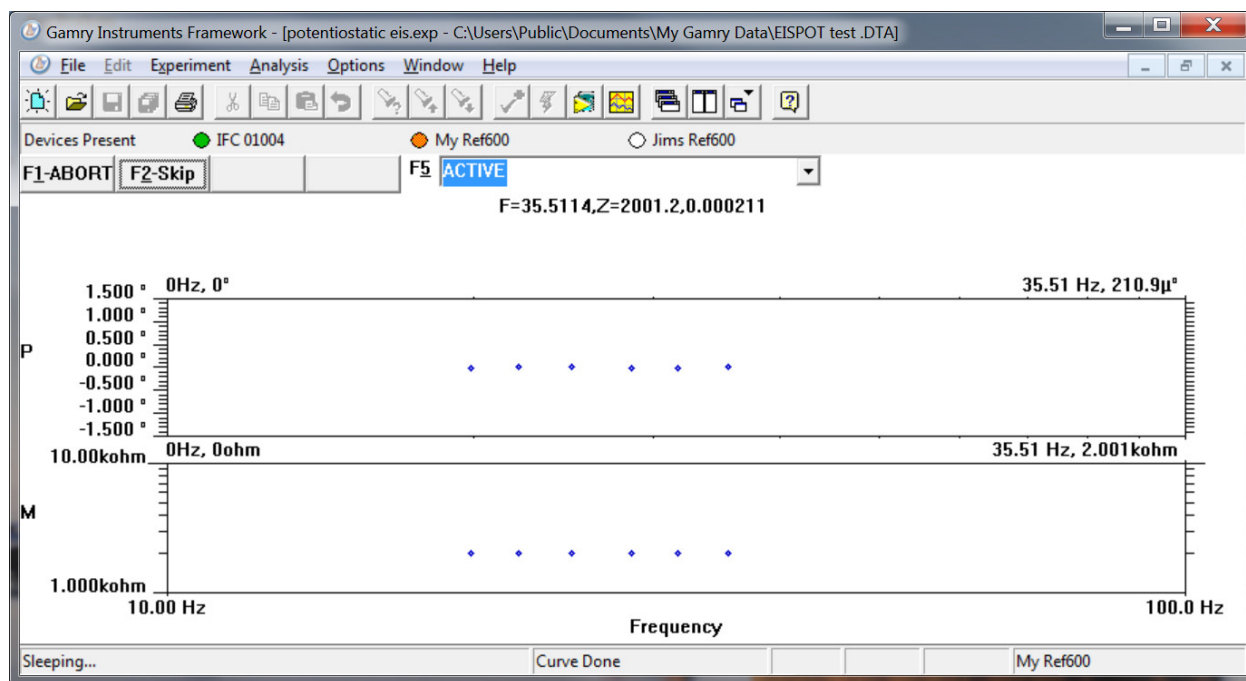 Gamry Instruments Framework - [potentiostatic eis.exp - C:\Users\Public\Documents\My Gamry Data\EISPOT test .DTA]
File Edit Experiment Analysis Options Window Help
Devices Present IFC 01004 My Ref600 Jims Ref600
F1-ABORT F2-Skip F5 ACTIVE
F=35.5114,Z=2001.2,0.000211
0Hz, 0° 35.51 Hz, 210.9µ°
1.500 °
1.000 °
0.500 °
P
0.000 °
-0.500 °
-1.000 °
-1.500 °
0Hz, 0ohm 35.51 Hz, 2.001kohm
10.00kohm
M
1.000kohm
10.00 Hz 100.0 Hz
Frequency
Sleeping... Curve Done My Ref600